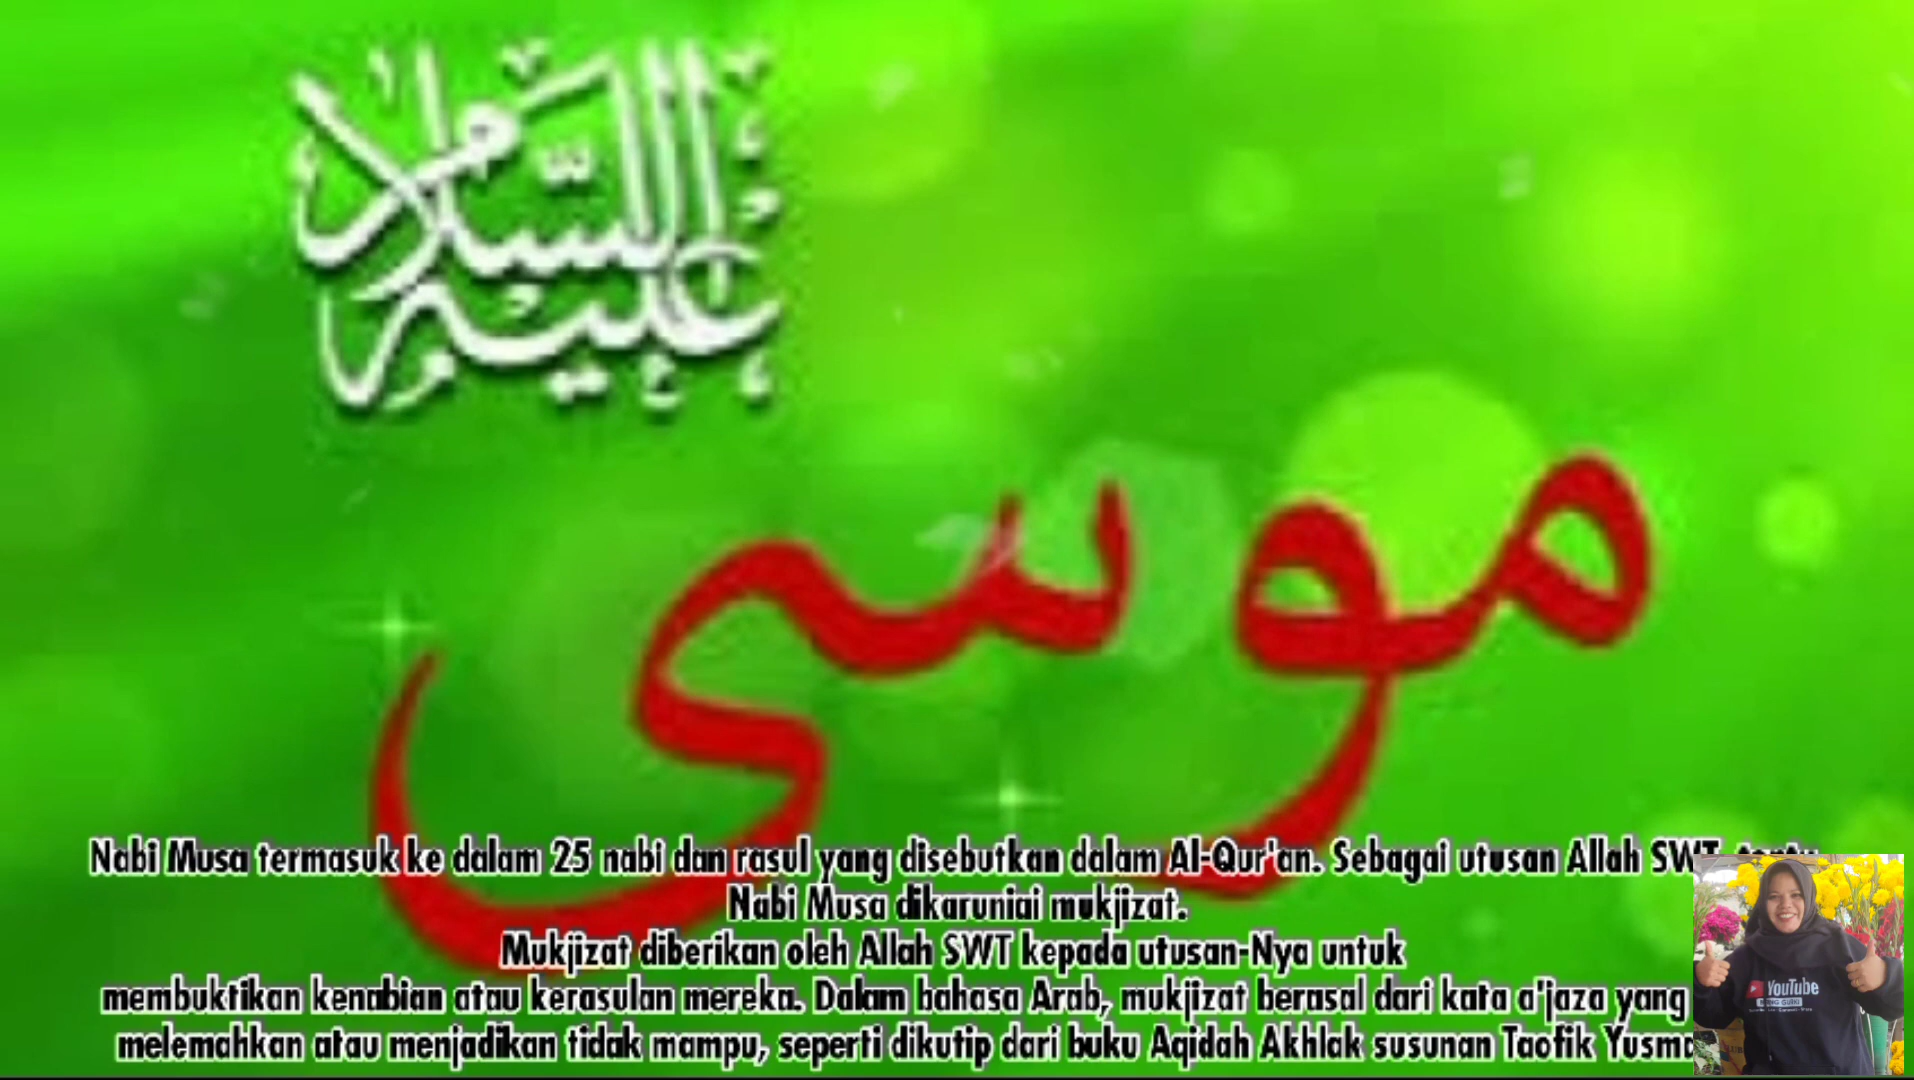 السلام
عليه
موسى
Nabi Musa termasuk ke dalam 25 nabi dan rasul yang disebutkan dalam Al-Qur'an. Sebagai utusan Allah SWT, tentu
Nabi Musa dikaruniai mukjizat.
Mukjizat diberikan oleh Allah SWT kepada utusan-Nya untuk
membuktikan kenabian atau kerasulan mereka. Dalam bahasa Arab, mukjizat berasal dari kata a'jaza yang
melemahkan atau menjadikan tidak mampu, seperti dikutip dari buku Aqidah Akhlak susunan Taofik
YouTube